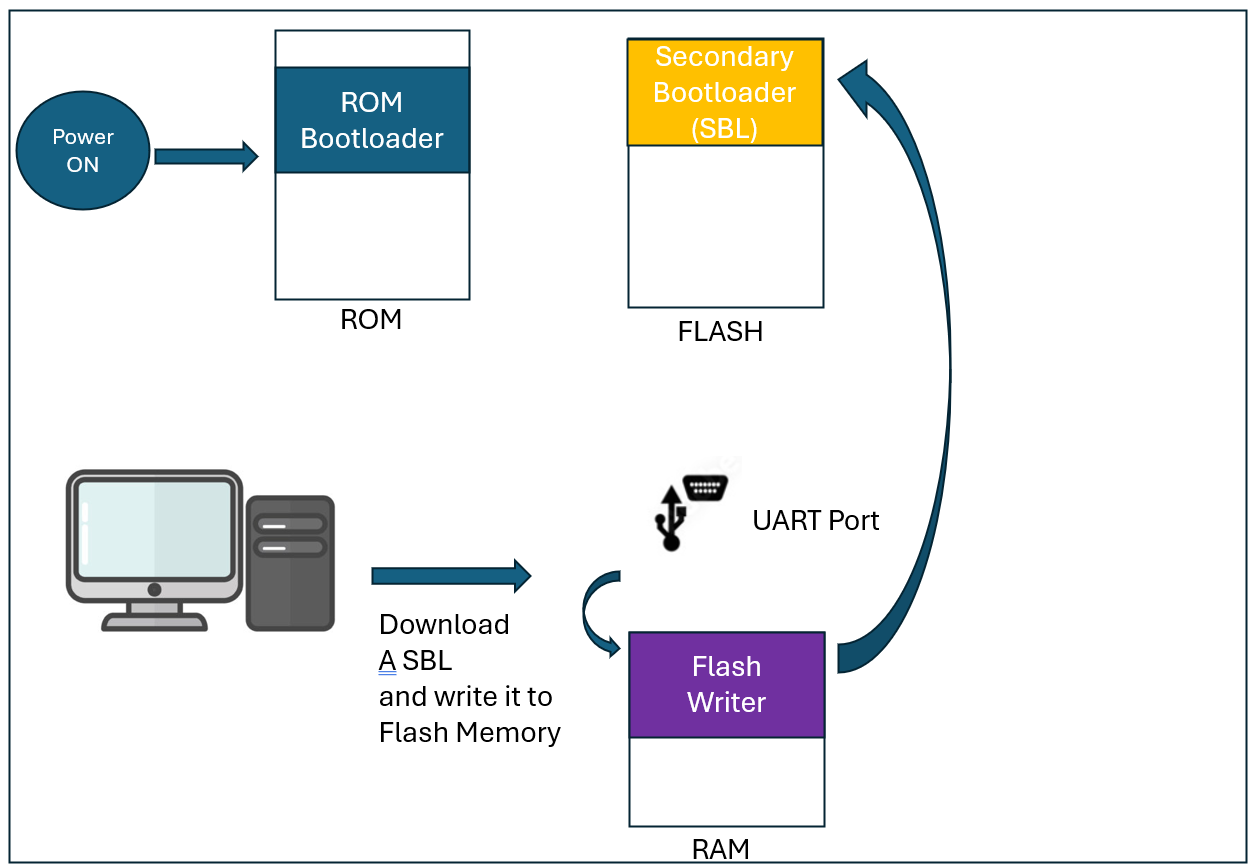 Power
ON
ROM
Bootloader
ROM
Secondary
Bootloader
(SBL)
FLASH
UART Port
Download
A SBL
and write it to
Flash Memory
Flash
Writer
RAM